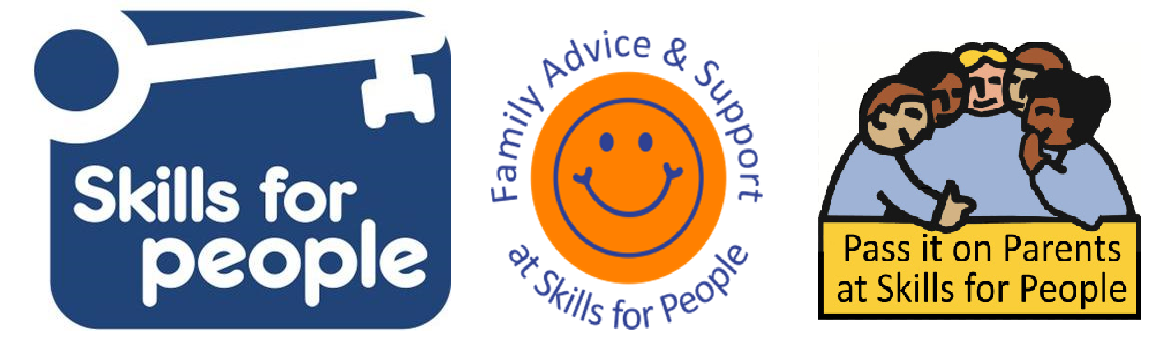 Skills for
people
Family Advice & Support
at Skills for People
Pass it on Parents
at Skills for People